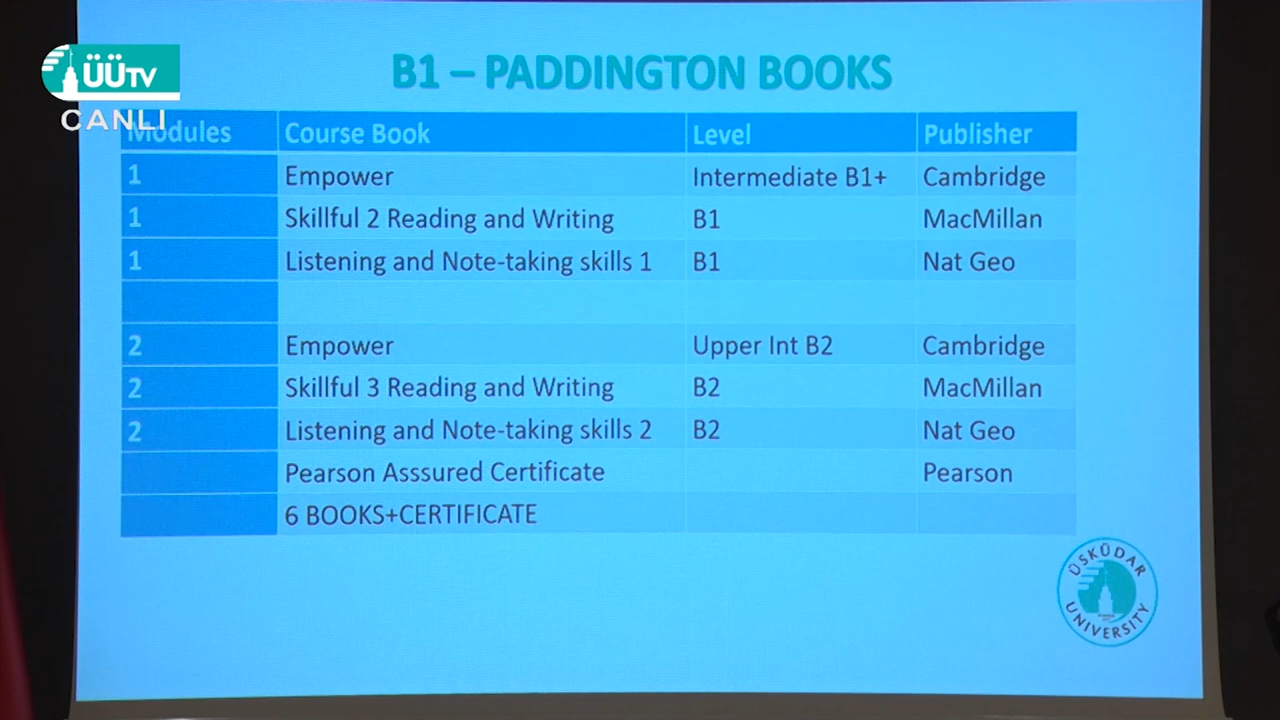 ÜÜTV
CANLI
B1 – PADDINGTON BOOKS
Modules Course Book Level Publisher
1 Empower Intermediate B1+ Cambridge
1 Skillful 2 Reading and Writing B1 MacMillan
1 Listening and Note-taking skills 1 B1 Nat Geo
2 Empower Upper Int B2 Cambridge
2 Skillful 3 Reading and Writing B2 MacMillan
2 Listening and Note-taking skills 2 B2 Nat Geo
Pearson Asssured Certificate Pearson
6 BOOKS+CERTIFICATE
ÜSKÜDAR
UNIVERSITY